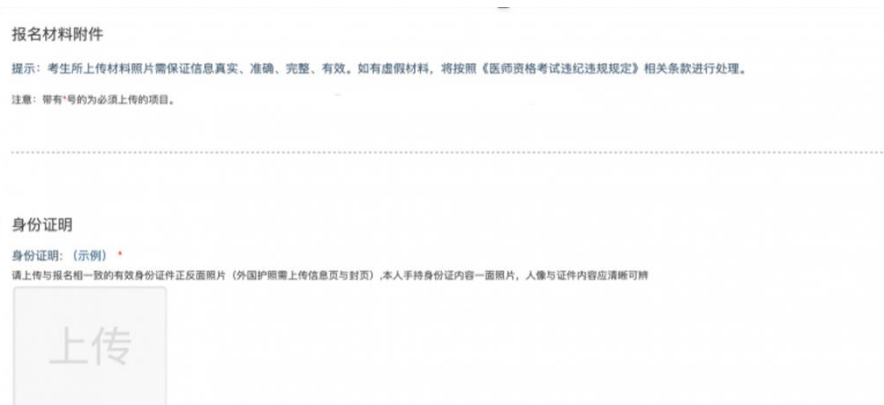 报名材料附件
提示：考生所上传材料照片需保证信息真实、准确、完整、有效。如有虚假材料，将按照《医师资格考试违纪违规规定》相关条款进行处理。
注意：带有*号的为必须上传的项目。
身份证明
身份证明:（示例） *
请上传与报名相一致的有效身份证件正反面照片（外国护照需上传信息页与封页）,本人手持身份证内容一面照片，人像与证件内容应清晰可辨
上传